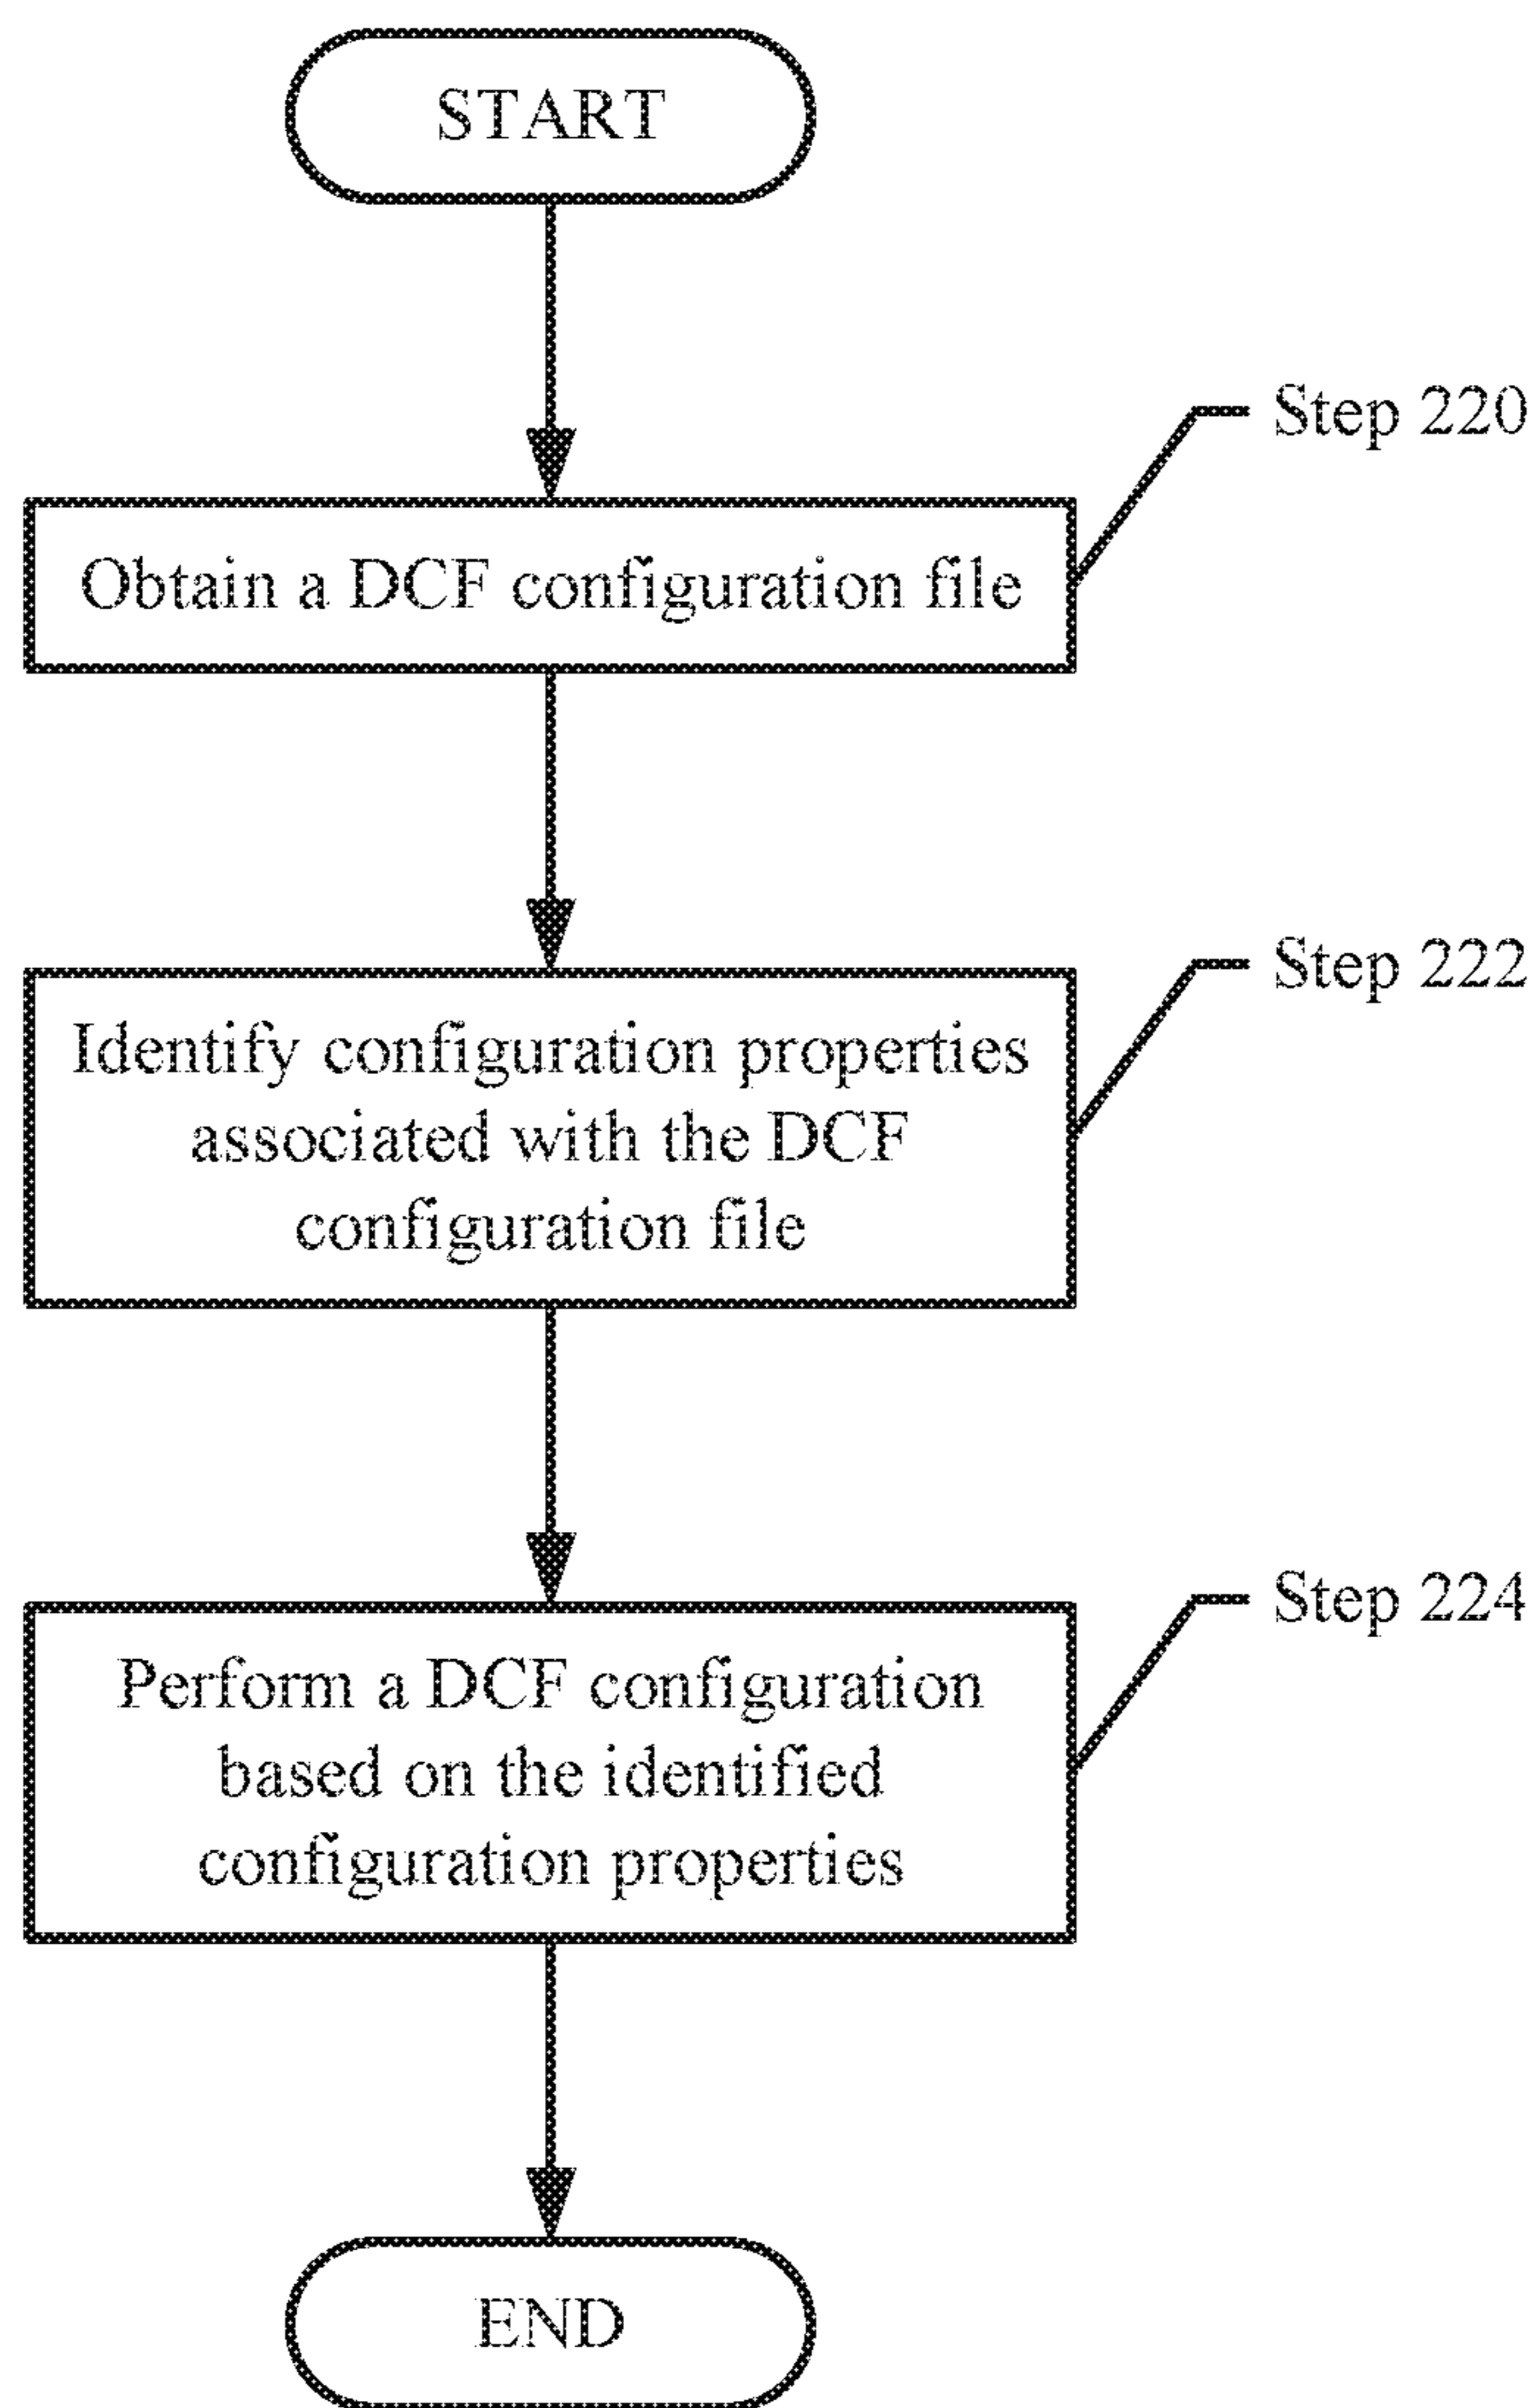 START
Step 220
Obtain a DCF configuration file
Step 222
Identify configuration properties
associated with the DCF
configuration file
Step 224
Perform a DCF configuration
based on the identified
configuration properties
END